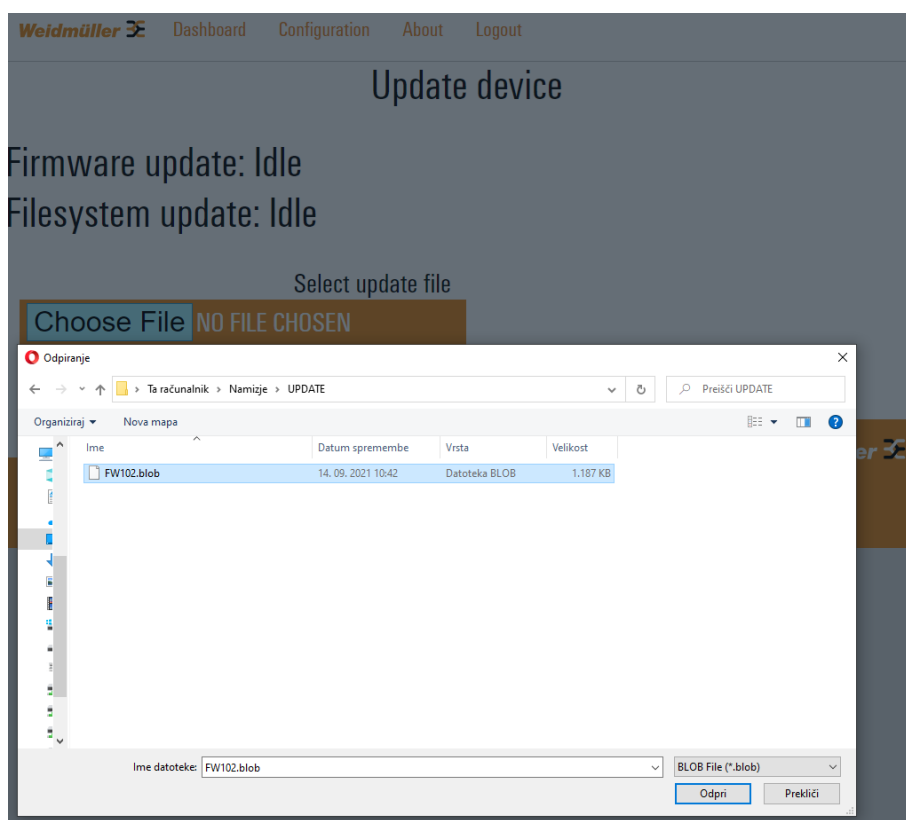 Weidmüller Dashboard Configuration About Logout
Update device
Firmware update: Idle
Filesystem update: Idle
Select update file
Choose File NO FILE CHOSEN
Odpiranje
Ta računalnik > Namizje > UPDATE Preišči UPDATE
Organiziraj Nova mapa
Ime Datum spremembe Vrsta Velikost
FW102.blob 14. 09. 2021 10:42 Datoteka BLOB 1.187 KB
er
Ime datoteke: FW102.blob BLOB File (*.blob)
Odpri Prekliči